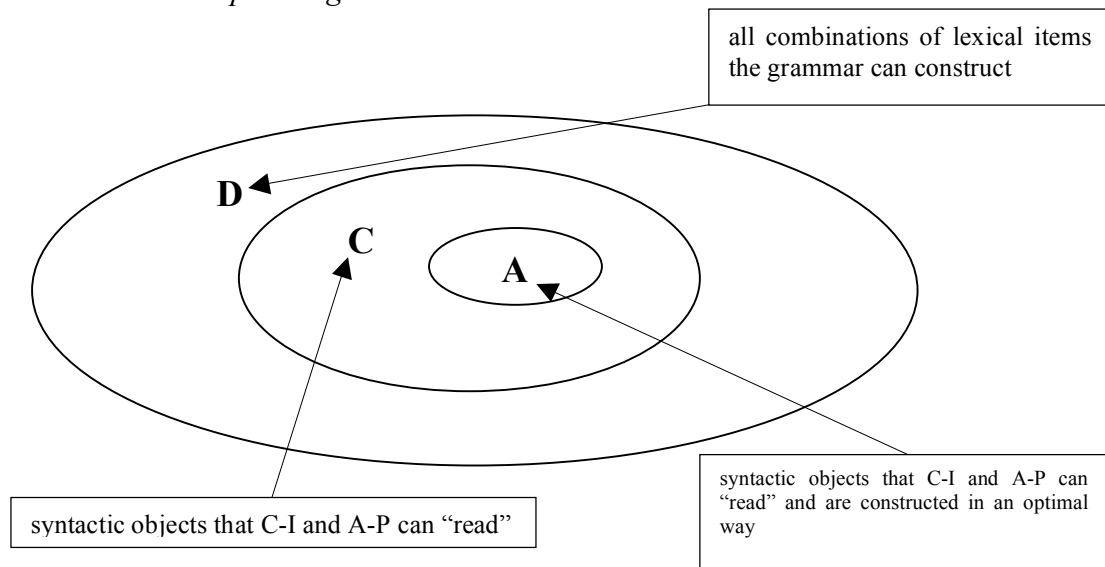 all combinations of lexical items
the grammar can construct
D
C
A
syntactic objects that C-I and A-P can
“read” and are constructed in an optimal
way
syntactic objects that C-I and A-P can “read”